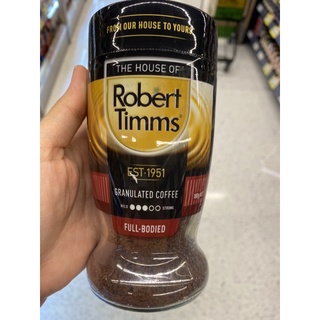 FROM OUR HOUSE TO YOURS
THE HOUSE OF
Robert
Timms
EST·1951
GRANULATED COFFEE
MILD STRONG
FULL-BODIED